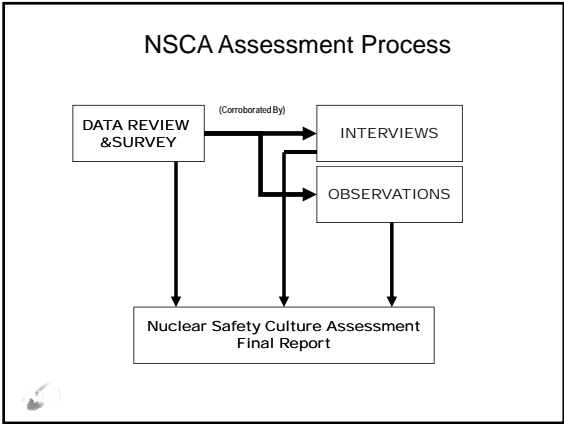 NSCA Assessment Process
(Corroborated By)
DATA REVIEW
&SURVEY
INTERVIEWS
OBSERVATIONS
Nuclear Safety Culture Assessment
Final Report